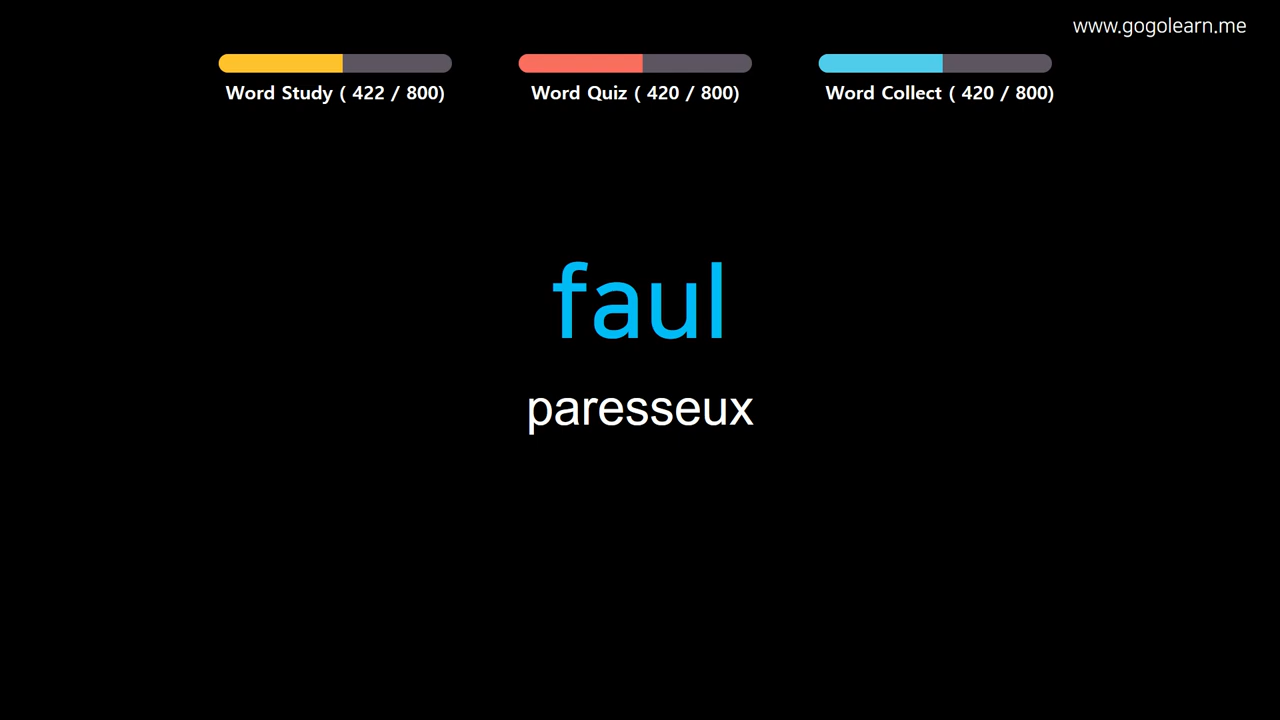 www.gogolearn.me
Word Study ( 422 / 800)
Word Quiz ( 420 / 800)
Word Collect ( 420 / 800)
faul
paresseux